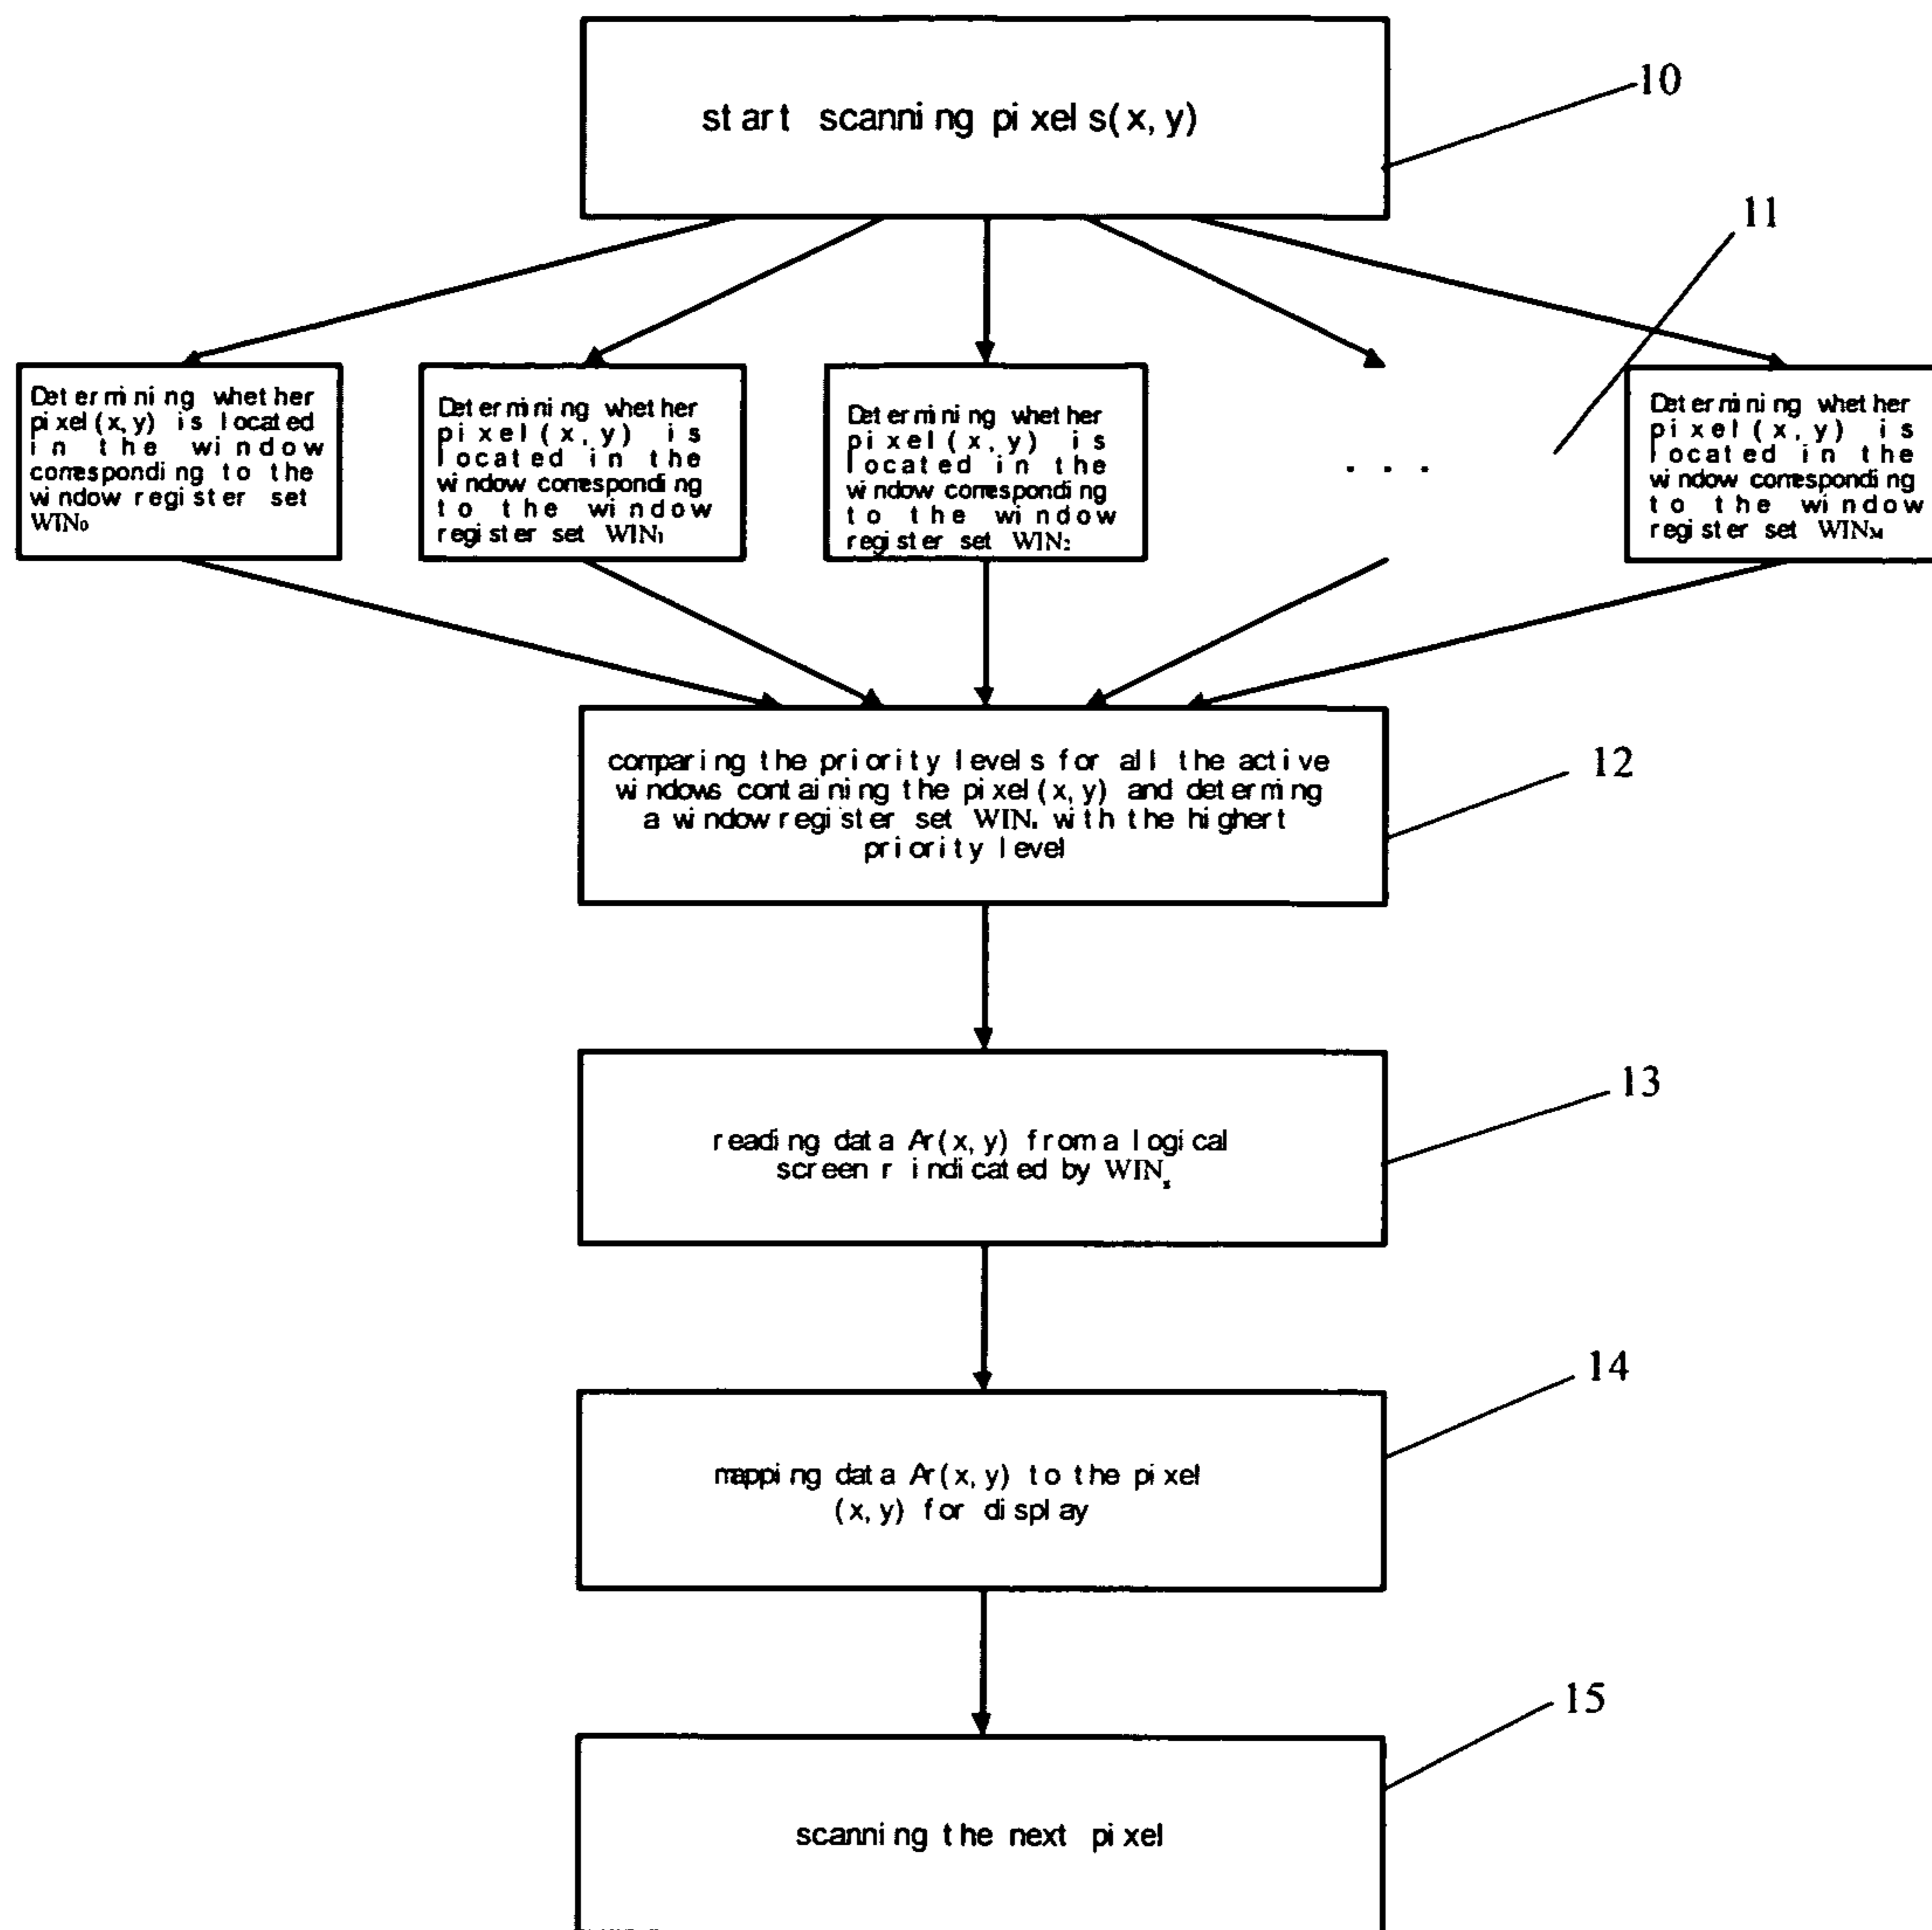 start scanning pixels(x,y)
10
11
Determining whether
pixel(x,y) is located
in the window
corresponding to the
window register set
WIN₀
Determining whether
pixel(x,y) is
located in the
window corresponding
to the window
register set WIN₁
Determining whether
pixel(x,y) is
located in the
window corresponding
to the window
register set WIN₂
. . .
Determining whether
pixel(x,y) is
located in the
window corresponding
to the window
register set WIN_M
comparing the priority levels for all the active
windows containing the pixel(x,y) and determing
a window register set WIN with the highert
priority level
12
reading data Ar(x,y) from a logical
screen r indicated by WINₓ
13
mapping data Ar(x,y) to the pixel
(x,y) for display
14
scanning the next pixel
15